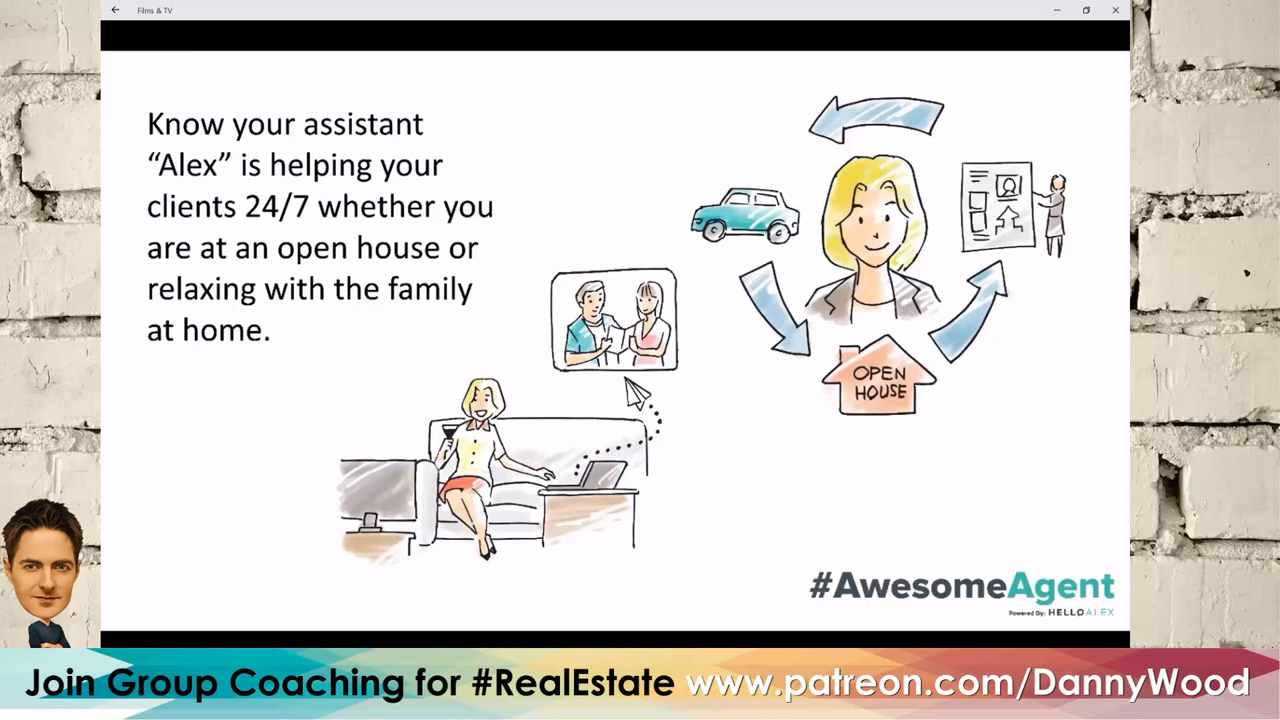 Films & TV
Know your assistant
“Alex” is helping your
clients 24/7 whether you
are at an open house or
relaxing with the family
at home.
OPEN
HOUSE
#AwesomeAgent
Powered By: HELLOALEX
Join Group Coaching for #RealEstate www.patreon.com/DannyWood